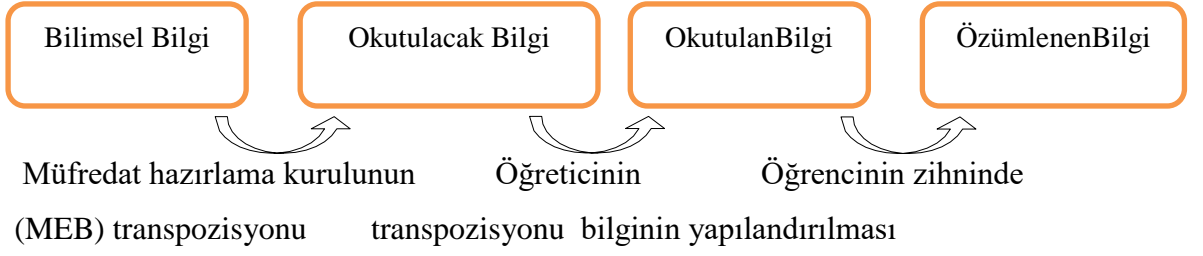 Bilimsel Bilgi Okutulacak Bilgi OkutulanBilgi ÖzümlenenBilgi
Müfredat hazırlama kurulunun Öğreticinin Öğrencinin zihninde
(MEB) transpozisyonu transpozisyonu bilginin yapılandırılması